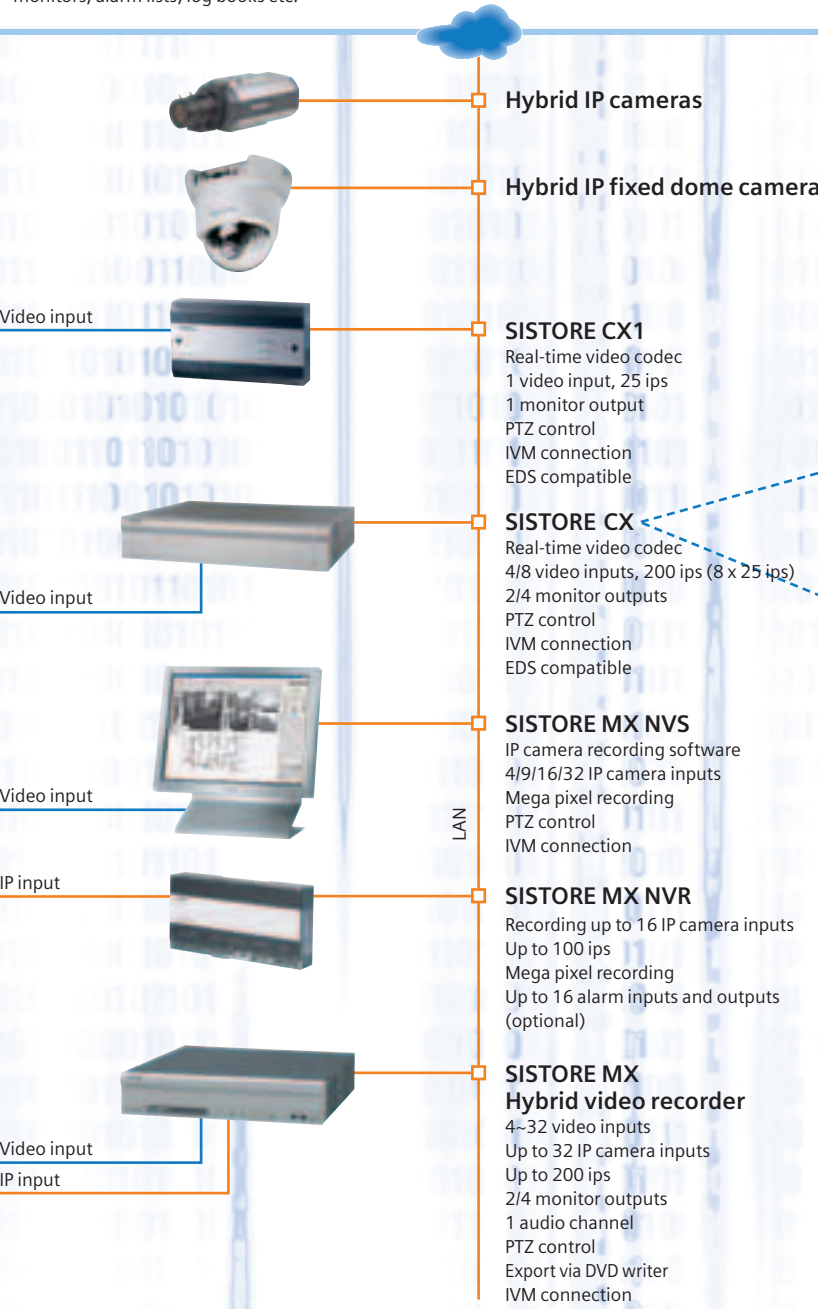 monitors, alarm lists, log books etc.
Hybrid IP cameras
Hybrid IP fixed dome camera
Video input
SISTORE CX1
Real-time video codec
1 video input, 25 ips
1 monitor output
PTZ control
IVM connection
EDS compatible
SISTORE CX
Real-time video codec
4/8 video inputs, 200 ips (8 x 25 ips)
2/4 monitor outputs
PTZ control
IVM connection
EDS compatible
Video input
SISTORE MX NVS
IP camera recording software
4/9/16/32 IP camera inputs
Mega pixel recording
PTZ control
IVM connection
Video input
LAN
IP input
SISTORE MX NVR
Recording up to 16 IP camera inputs
Up to 100 ips
Mega pixel recording
Up to 16 alarm inputs and outputs
(optional)
SISTORE MX
Hybrid video recorder
4~32 video inputs
Up to 32 IP camera inputs
Up to 200 ips
2/4 monitor outputs
1 audio channel
PTZ control
Export via DVD writer
IVM connection
Video input
IP input